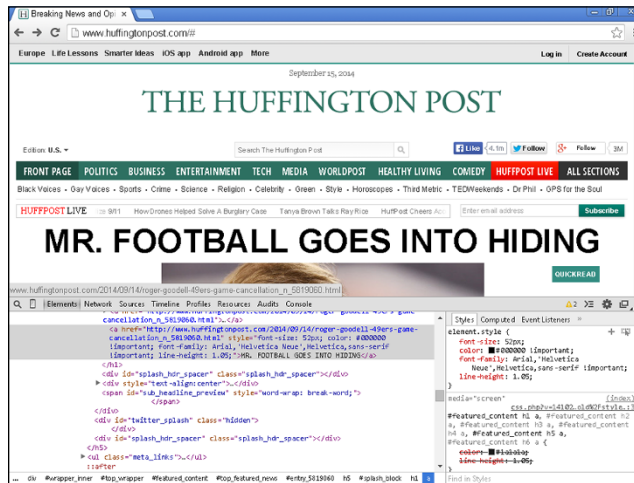 Breaking News and Opi
www.huffingtonpost.com/#
Europe Life Lessons Smarter Ideas iOS app Android app More Log in Create Account
September 15, 2014
THE HUFFINGTON POST
Edition: U.S. Search The Huffington Post Like 4.1m Follow Follow 3M
FRONT PAGE POLITICS BUSINESS ENTERTAINMENT TECH MEDIA WORLDPOST HEALTHY LIVING COMEDY HUFFPOST LIVE ALL SECTIONS
Black Voices • Gay Voices • Sports • Crime • Science • Religion • Celebrity • Green • Style • Horoscopes • Third Metric • TEDWeekends • Dr Phil • GPS for the Soul
HUFFPOST LIVE 9/11 How Drones Helped Solve A Burglary Case Tanya Brown Talks Ray Rice HuffPost Cheers Enter email address Subscribe
MR. FOOTBALL GOES INTO HIDING
QUICKREAD
www.huffingtonpost.com/2014/09/14/roger-goodell-49ers-game-cancellation_n_5819060.html
Elements Network Sources Timeline Profiles Resources Audits Console 2
cancellation_n_5819060.html">…</a>
<a href="http://www.huffingtonpost.com/2014/09/14/roger-goodell-49ers-game-
cancellation_n_5819060.html" style="font-size: 52px; color: #000000
!important; font-family: Arial,'Helvetica Neue',Helvetica,sans-serif
!important; line-height: 1.05;">MR. FOOTBALL GOES INTO HIDING</a>
</h1>
<div id="splash_hdr_spacer" class="splash_hdr_spacer"></div>
<div style="text-align:center">…</div>
<span id="sub_headline_preview" style="word-wrap: break-word;">
</span>
</div>
<div id="twitter_splash" class="hidden">
</div>
<div id="splash_hdr_spacer" class="splash_hdr_spacer"></div>
</h5>
<ul class="meta_links">…</ul>
::after
... div #wrapper_inner #top_wrapper #featured_content #top_featured_news #entry_5819060 h5 #splash_block h1 a
Styles Computed Event Listeners »
element.style {
font-size: 52px;
color: #000000 !important;
font-family: Arial,'Helvetica
Neue',Helvetica,sans-serif !important;
line-height: 1.05;
}
media="screen" (index)
#featured_content h1 a, #featured_content h2
a, #featured_content h3 a, #featured_content
h4 a, #featured_content h5 a,
#featured_content h6 a {
color: #1a1a1a;
line-height: 1.05;
Find in Styles